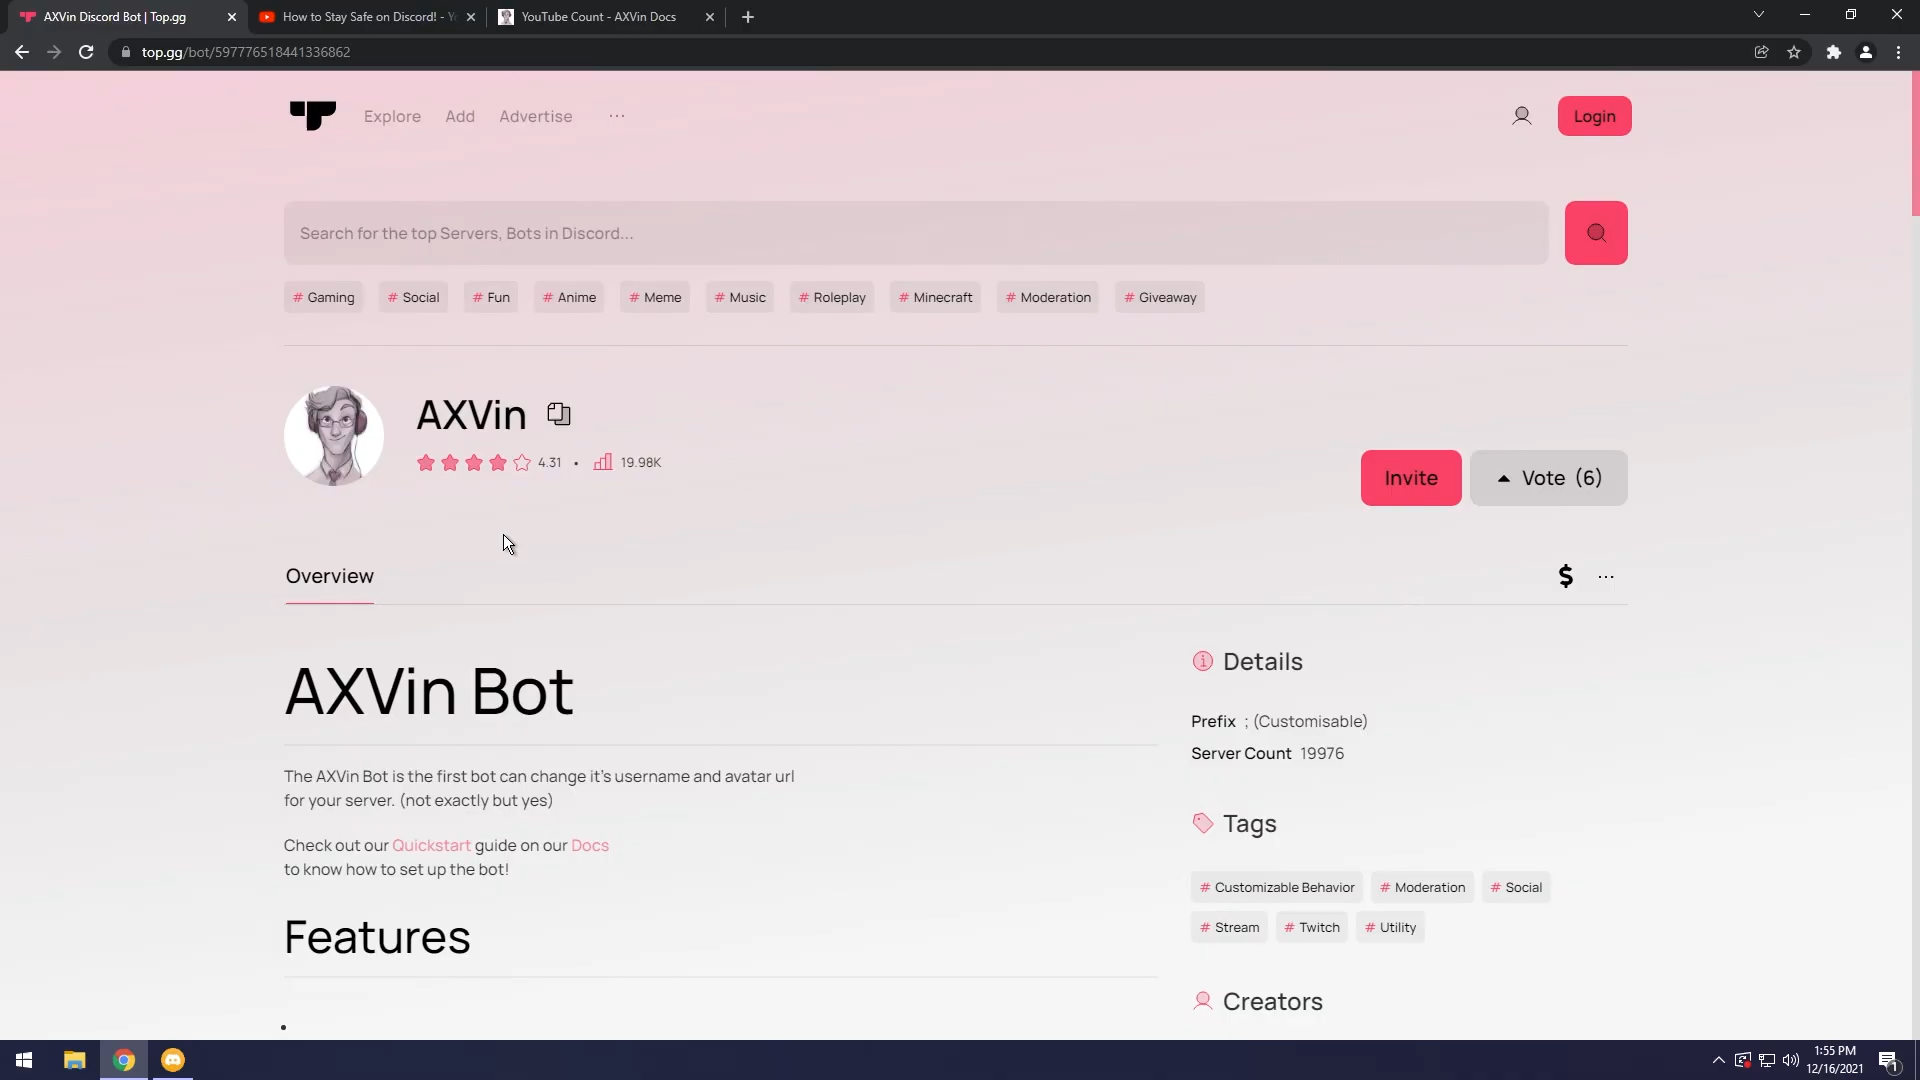 AXVin Discord Bot | Top.gg
How to Stay Safe on Discord! - Y
YouTube Count - AXVin Docs
top.gg/bot/597776518441336862
Explore
Add
Advertise
···
Login
Search for the top Servers, Bots in Discord...
# Gaming
# Social
# Fun
# Anime
# Meme
# Music
# Roleplay
# Minecraft
# Moderation
# Giveaway
AXVin
4.31 • 19.98K
Invite
Vote (6)
Overview
$ ···
AXVin Bot
The AXVin Bot is the first bot can change it's username and avatar url
for your server. (not exactly but yes)
Check out our Quickstart guide on our Docs
to know how to set up the bot!
Features
Details
Prefix ; (Customisable)
Server Count 19976
Tags
# Customizable Behavior
# Moderation
# Social
# Stream
# Twitch
# Utility
Creators
1:55 PM
12/16/2021
1